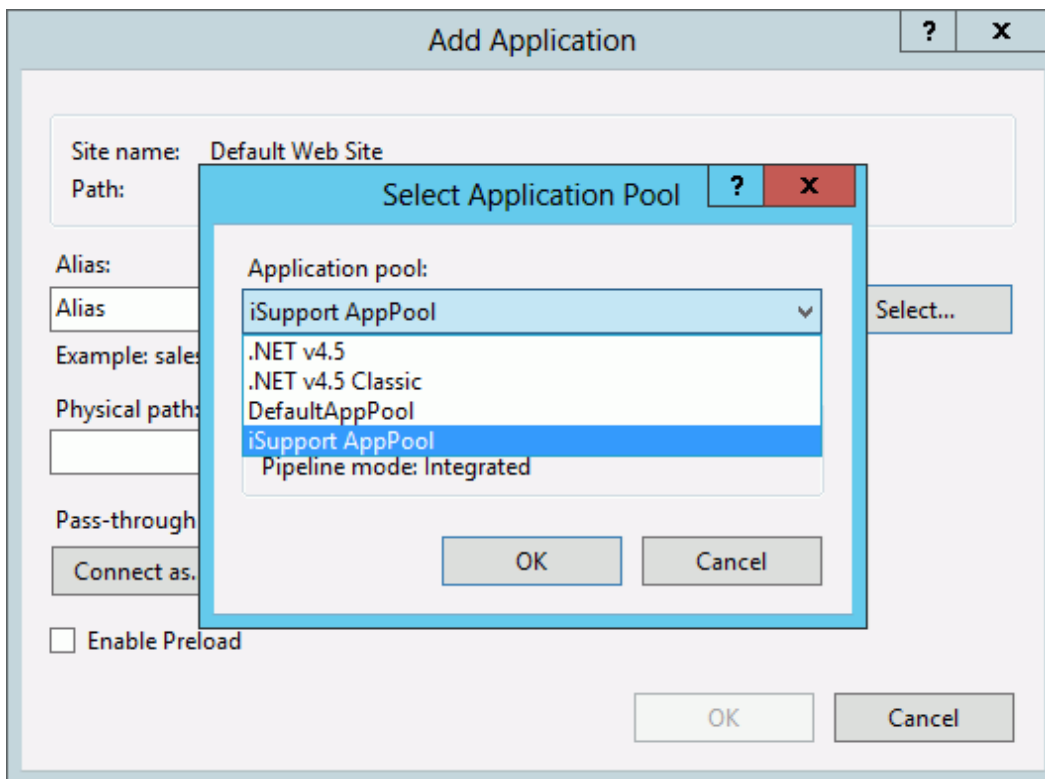 Add Application
? x
Site name: Default Web Site
Path:
Select Application Pool
? x
Application pool:
iSupport AppPool
.NET v4.5
.NET v4.5 Classic
DefaultAppPool
iSupport AppPool
Pipeline mode: Integrated
OK Cancel
Alias:
Alias
Select...
Example: sales
Physical path:
Pass-through
Connect as..
Enable Preload
OK Cancel